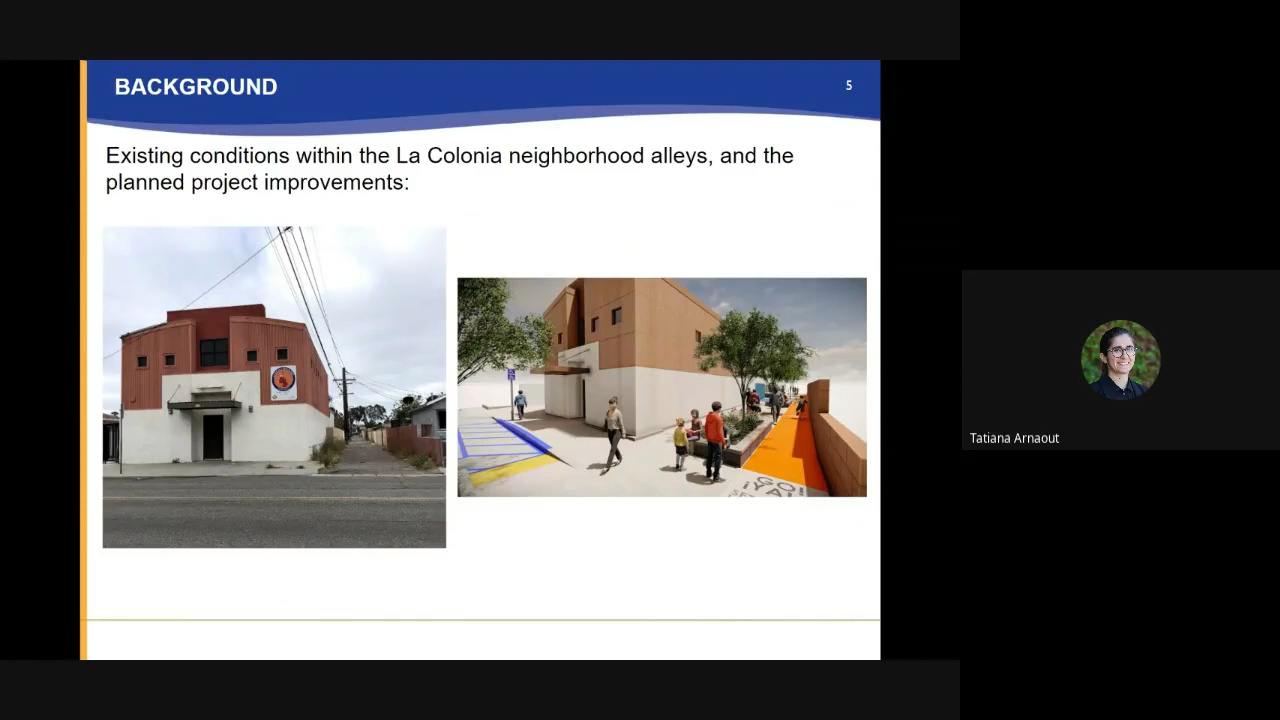 BACKGROUND
5
Existing conditions within the La Colonia neighborhood alleys, and the
planned project improvements:
Tatiana Arnaout